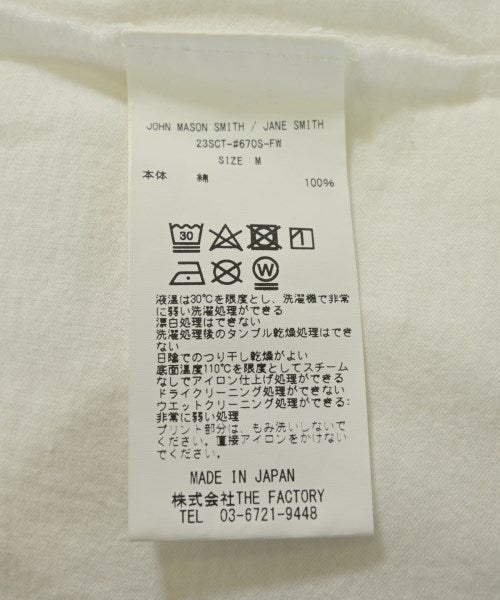 JOHN MASON SMITH / JANE SMITH
23SCT-#670S-FW
SIZE M
本体 綿 100%
30
W
液温は30℃を限度とし、洗濯機で非常
に弱い洗濯処理ができる
漂白処理はできない
洗濯処理後のタンブル乾燥処理はでき
ない
日陰でのつり干し乾燥がよい
底面温度110℃を限度としてスチーム
なしでアイロン仕上げ処理ができる
ドライクリーニング処理ができない
ウエットクリーニング処理ができる:
非常に弱い処理
プリント部分は、もみ洗いしないで
ください。直接アイロンをかけない
でください。
MADE IN JAPAN
株式会社THE FACTORY
TEL 03-6721-9448